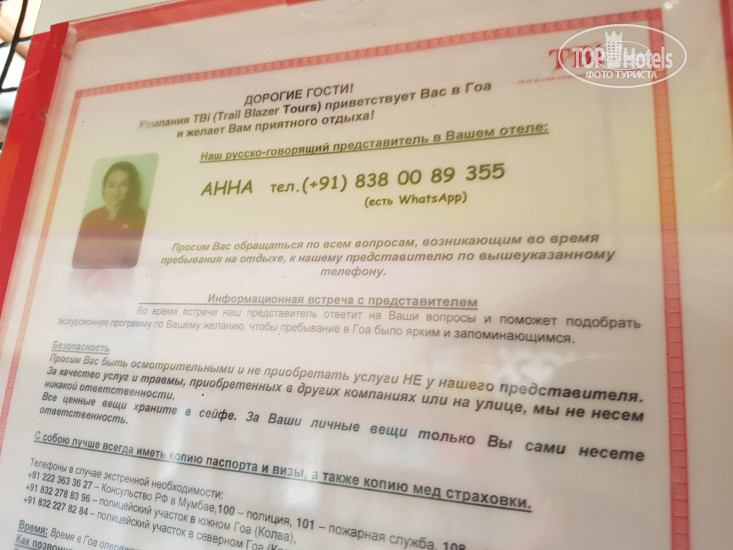 TBi
TOP Hotels
ФОТО ТУРИСТА
ДОРОГИЕ ГОСТИ!
Компания TBi (Trail Blazer Tours) приветствует Вас в Гоа
и желает Вам приятного отдыха!
Наш русско-говорящий представитель в Вашем отеле:
АННА тел.(+91) 838 00 89 355
(есть WhatsApp)
Просим Вас обращаться по всем вопросам, возникающим во время
пребывания на отдыхе, к нашему представителю по вышеуказанному
телефону.
Информационная встреча с представителем
Во время встречи наш представитель ответит на Ваши вопросы и поможет подобрать
экскурсионную программу по Вашему желанию, чтобы пребывание в Гоа было ярким и запоминающимся.
Безопасность
Просим Вас быть осмотрительными и не приобретать услуги НЕ у нашего представителя.
За качество услуг и травмы, приобретенных в других компаниях или на улице, мы не несем
никакой ответственности.
Все ценные вещи храните в сейфе. За Ваши личные вещи только Вы сами несете
ответственность.
С собою лучше всегда иметь копию паспорта и визы, а также копию мед страховки.
Телефоны в случае экстренной необходимости:
+91 222 363 36 27 – Консульство РФ в Мумбае, 100 – полиция, 101 – пожарная служба, 108
+91 832 278 83 96 – полицейский участок в южном Гоа (Колва),
+91 832 227 82 84 – полицейский участок в северном Гоа
Время: Время в Гоа
Как